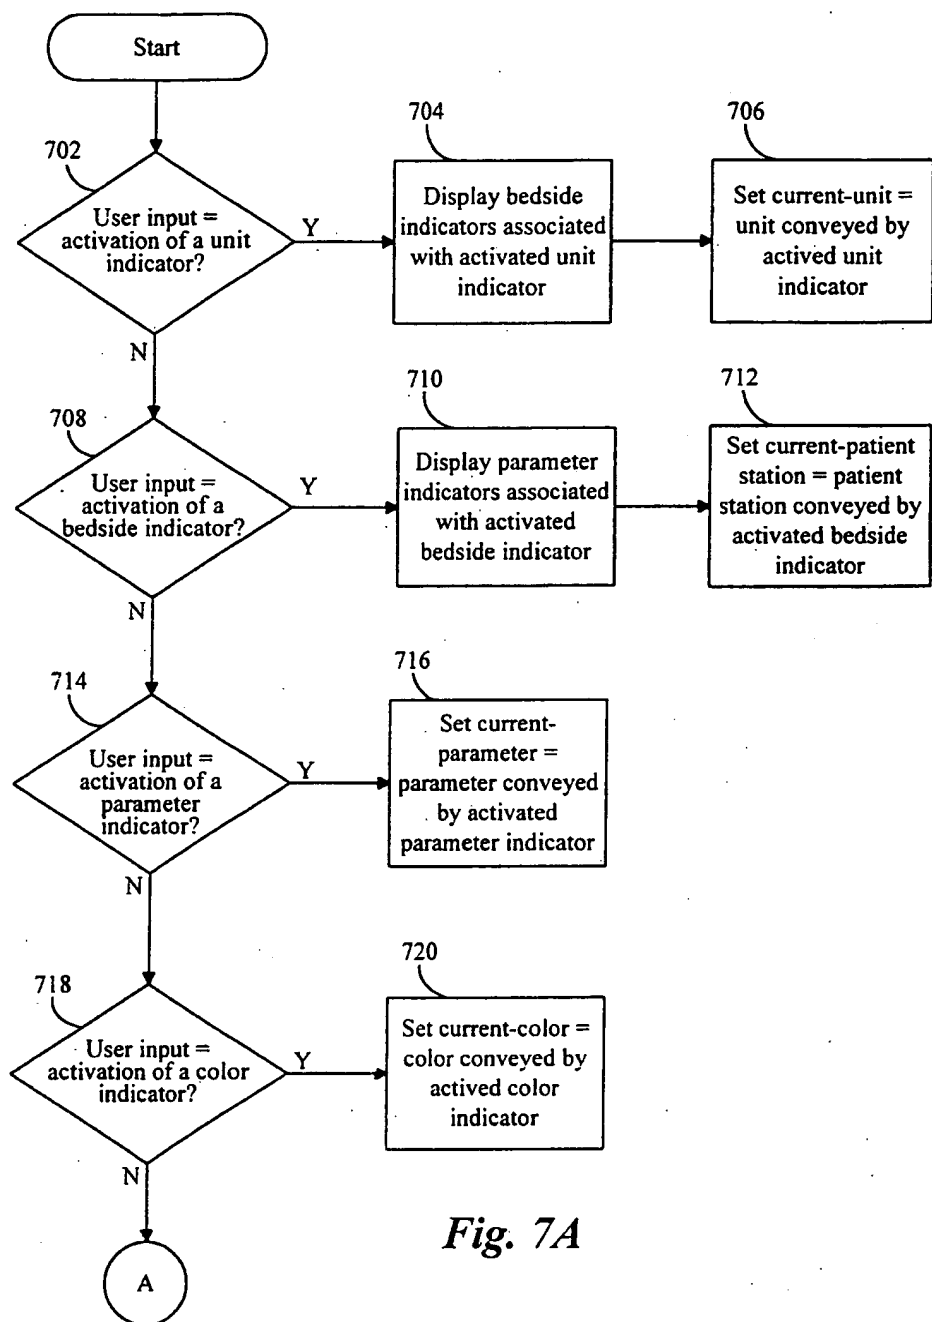 Start
702
User input =
activation of a unit
indicator?
Y
N
704
Display bedside
indicators associated
with activated unit
indicator
706
Set current-unit =
unit conveyed by
actived unit
indicator
708
User input =
activation of a
bedside indicator?
Y
N
710
Display parameter
indicators associated
with activated
bedside indicator
712
Set current-patient
station = patient
station conveyed by
activated bedside
indicator
714
User input =
activation of a
parameter
indicator?
Y
N
716
Set current-
parameter =
parameter conveyed
by activated
parameter indicator
718
User input =
activation of a color
indicator?
Y
N
720
Set current-color =
color conveyed by
actived color
indicator
A
Fig. 7A